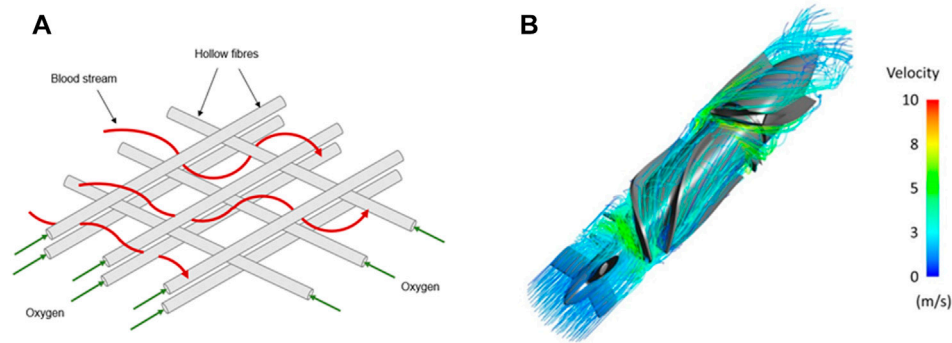 A
Hollow fibres
Blood stream
Oxygen
Oxygen
B
Velocity
10
8
5
3
0
(m/s)